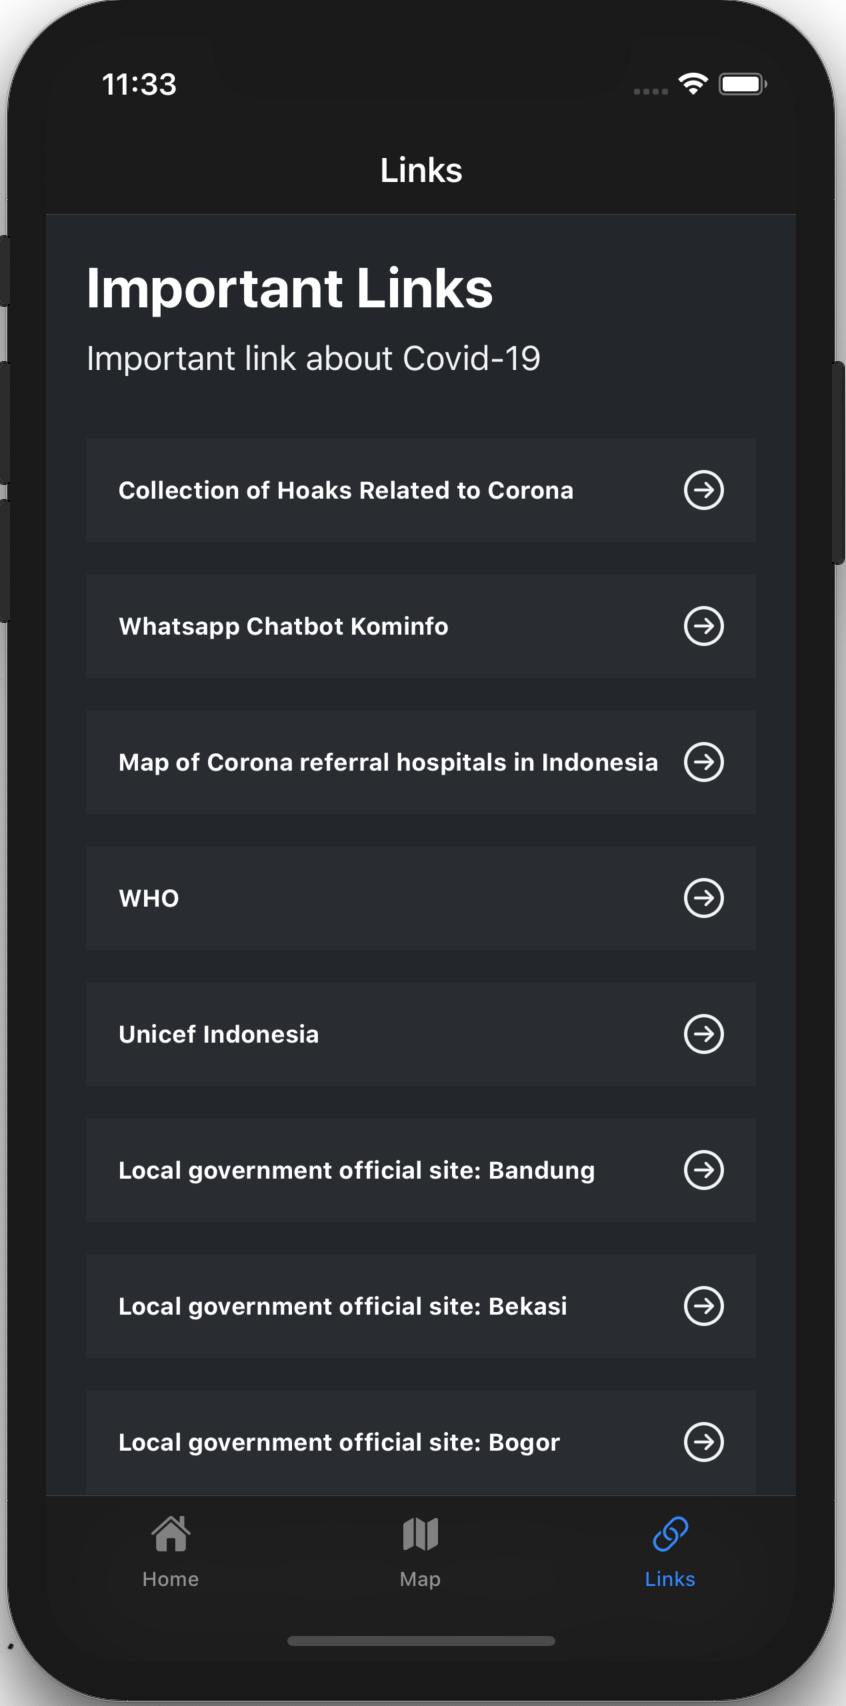 11:33
Links
Important Links
Important link about Covid-19
Collection of Hoaks Related to Corona
Whatsapp Chatbot Kominfo
Map of Corona referral hospitals in Indonesia
WHO
Unicef Indonesia
Local government official site: Bandung
Local government official site: Bekasi
Local government official site: Bogor
Home
Map
Links